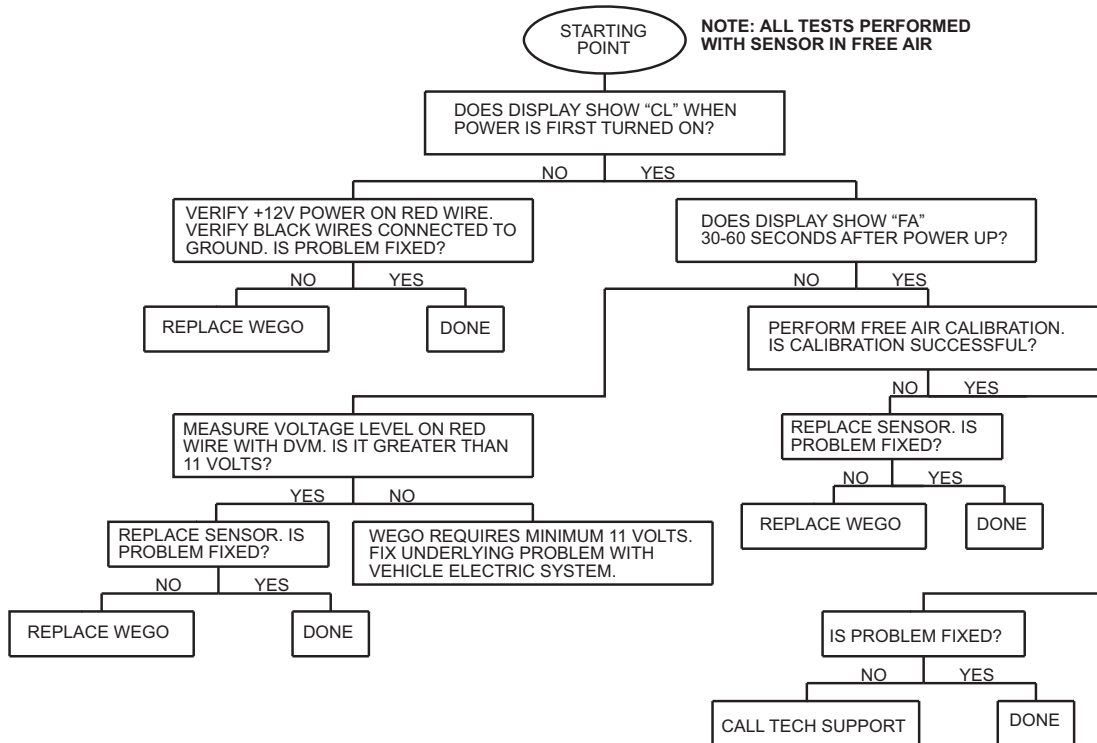 STARTING
POINT
NOTE: ALL TESTS PERFORMED
WITH SENSOR IN FREE AIR
DOES DISPLAY SHOW “CL” WHEN
POWER IS FIRST TURNED ON?
NO
YES
VERIFY +12V POWER ON RED WIRE.
VERIFY BLACK WIRES CONNECTED TO
GROUND. IS PROBLEM FIXED?
NO
YES
REPLACE WEGO
DONE
DOES DISPLAY SHOW “FA”
30-60 SECONDS AFTER POWER UP?
NO
YES
PERFORM FREE AIR CALIBRATION.
IS CALIBRATION SUCCESSFUL?
NO
YES
MEASURE VOLTAGE LEVEL ON RED
WIRE WITH DVM. IS IT GREATER THAN
11 VOLTS?
YES
NO
REPLACE SENSOR. IS
PROBLEM FIXED?
NO
YES
REPLACE WEGO
DONE
WEGO REQUIRES MINIMUM 11 VOLTS.
FIX UNDERLYING PROBLEM WITH
VEHICLE ELECTRIC SYSTEM.
REPLACE SENSOR. IS
PROBLEM FIXED?
NO
YES
REPLACE WEGO
DONE
IS PROBLEM FIXED?
NO
YES
CALL TECH SUPPORT
DONE